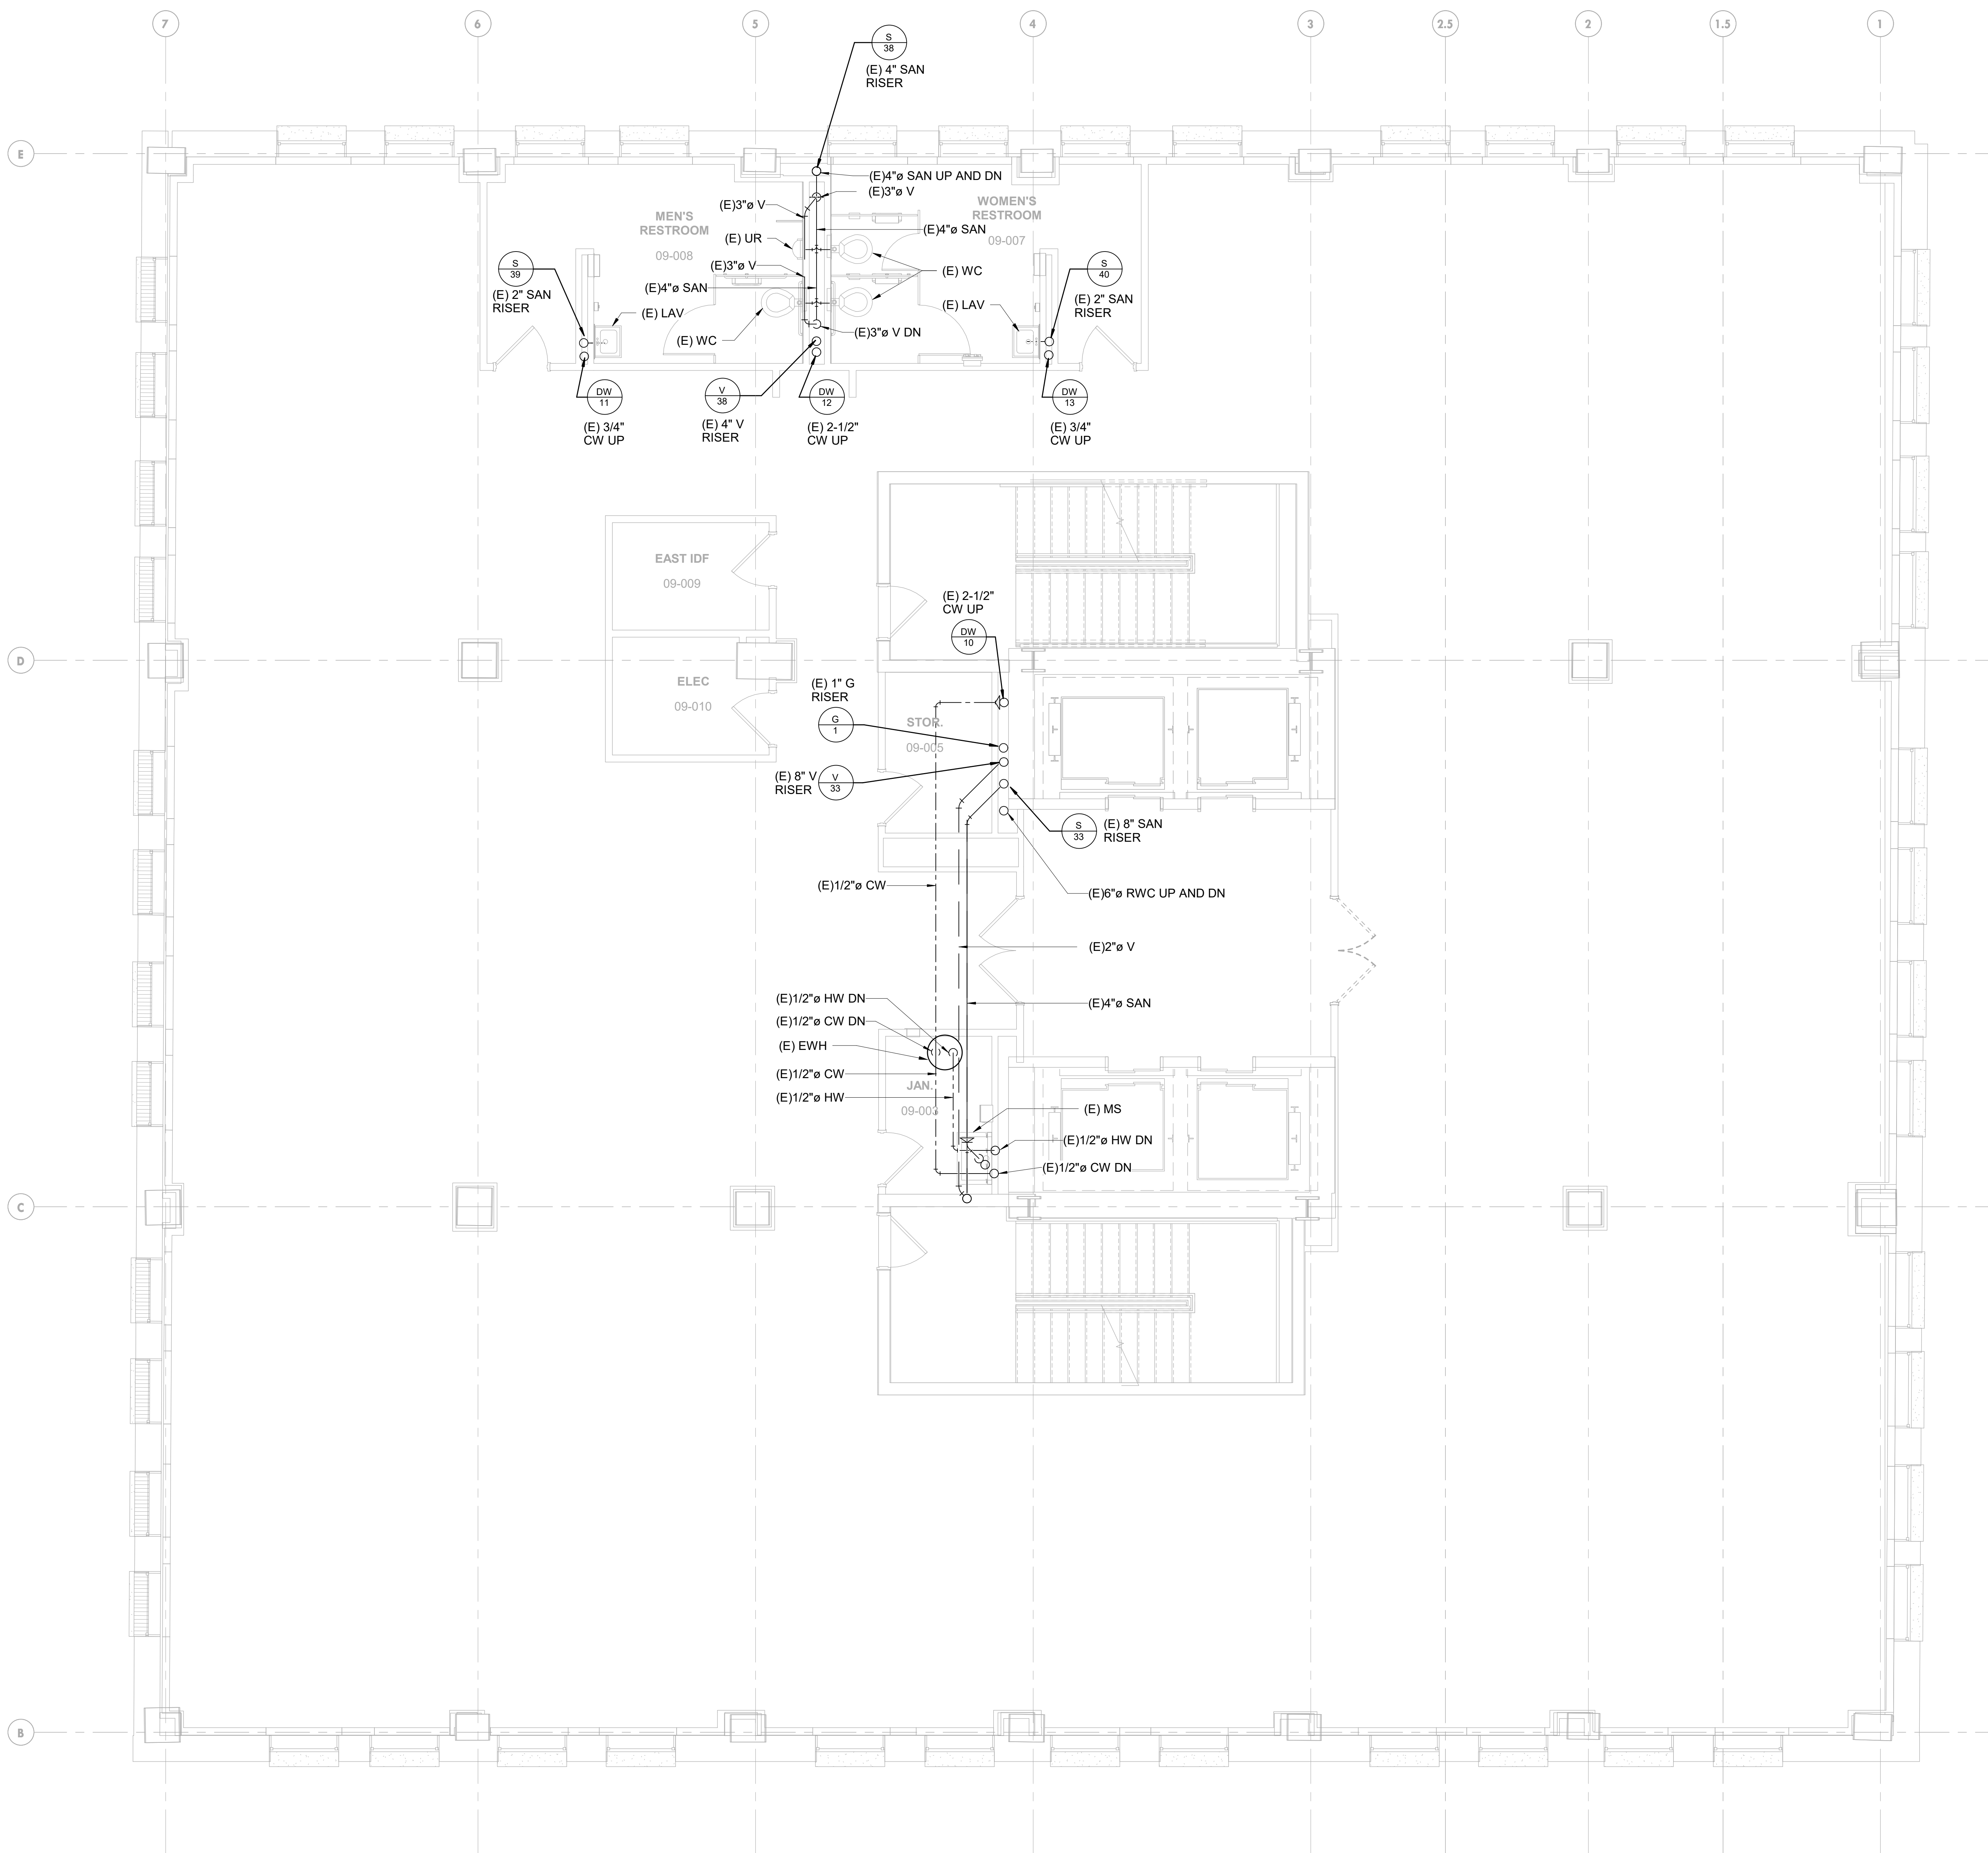 7
6
5
4
3
2.5
2
1.5
1
S
38
(E) 4" SAN
RISER
E
(E)4"ø SAN UP AND DN
(E)3"ø V
(E)3"ø V
WOMEN'S
RESTROOM
09-007
MEN'S
RESTROOM
09-008
(E)4"ø SAN
(E) UR
(E)3"ø V
(E) WC
(E)4"ø SAN
S
39
(E) 2" SAN
RISER
S
40
(E) 2" SAN
RISER
(E) LAV
(E) LAV
(E) WC
(E)3"ø V DN
DW
11
(E) 3/4"
CW UP
V
38
(E) 4" V
RISER
DW
12
(E) 2-1/2"
CW UP
DW
13
(E) 3/4"
CW UP
EAST IDF
09-009
(E) 2-1/2"
CW UP
DW
10
D
ELEC
09-010
(E) 1" G
RISER
G
1
STOR.
09-005
(E) 8" V
RISER
V
33
S
33
(E) 8" SAN
RISER
(E)1/2"ø CW
(E)6"ø RWC UP AND DN
(E)2"ø V
(E)1/2"ø HW DN
(E)4"ø SAN
(E)1/2"ø CW DN
(E) EWH
(E)1/2"ø CW
JAN.
09-003
(E)1/2"ø HW
(E) MS
(E)1/2"ø HW DN
(E)1/2"ø CW DN
C
B